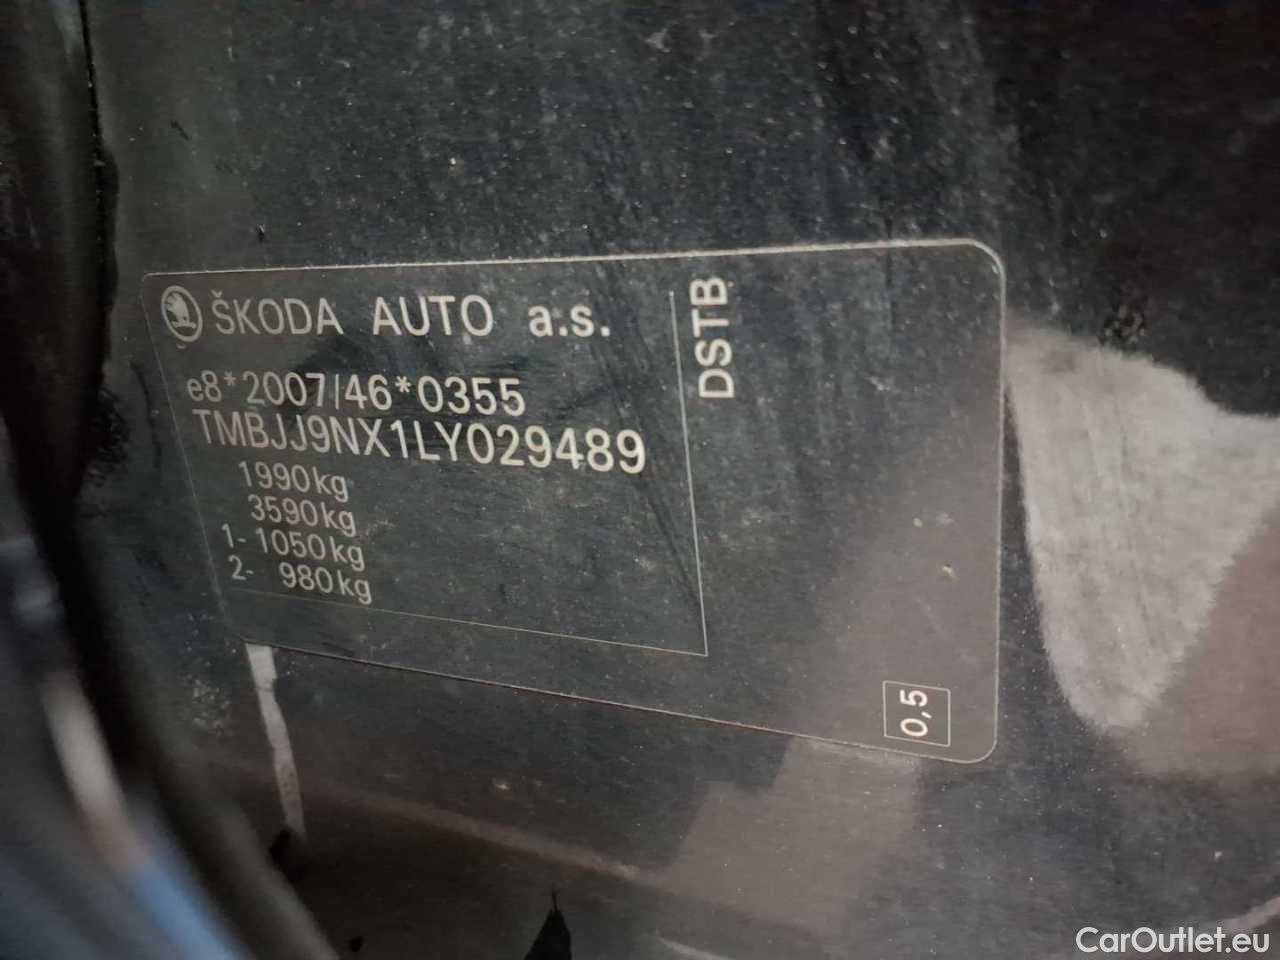 ŠKODA AUTO a.s.
e8*2007/46*0355
TMBJJ9NX1LY029489
1990kg
3590kg
1- 1050kg
2- 980kg
DSTB
0,5
CarOutlet.eu